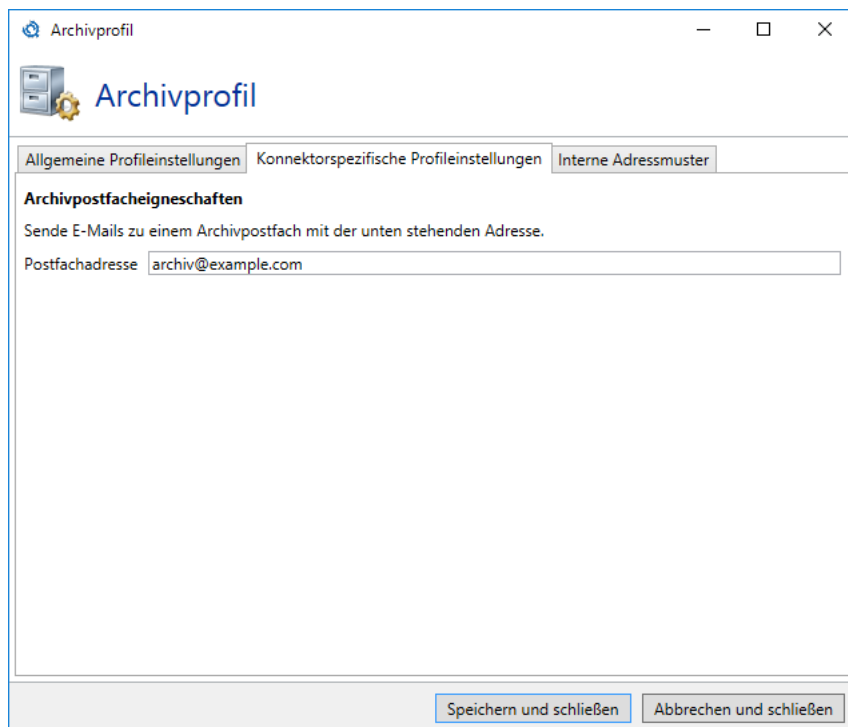 Archivprofil
Archivprofil
Allgemeine Profileinstellungen Konnektorspezifische Profileinstellungen Interne Adressmuster
Archivpostfacheigneschaften
Sende E-Mails zu einem Archivpostfach mit der unten stehenden Adresse.
Postfachadresse archiv@example.com
Speichern und schließen Abbrechen und schließen